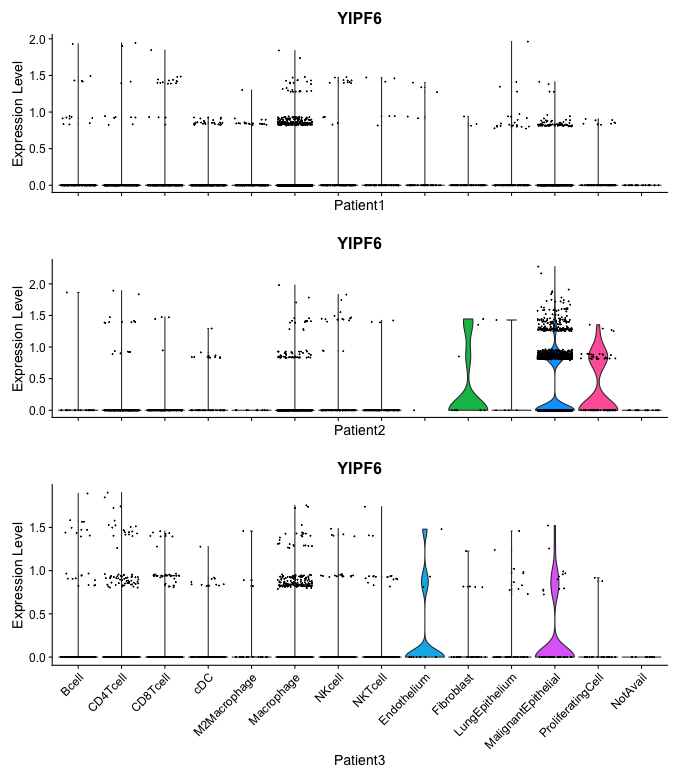 YIPF6
Expression Level
2.0
1.5
1.0
0.5
0.0
Patient1
YIPF6
Expression Level
2.0
1.5
1.0
0.5
0.0
Patient2
YIPF6
Expression Level
1.5
1.0
0.5
0.0
Bcell
CD4Tcell
CD8Tcell
cDC
M2Macrophage
Macrophage
NKcell
NKTcell
Endothelium
Fibroblast
LungEpithelium
MalignantEpithelial
ProliferatingCell
NotAvail
Patient3